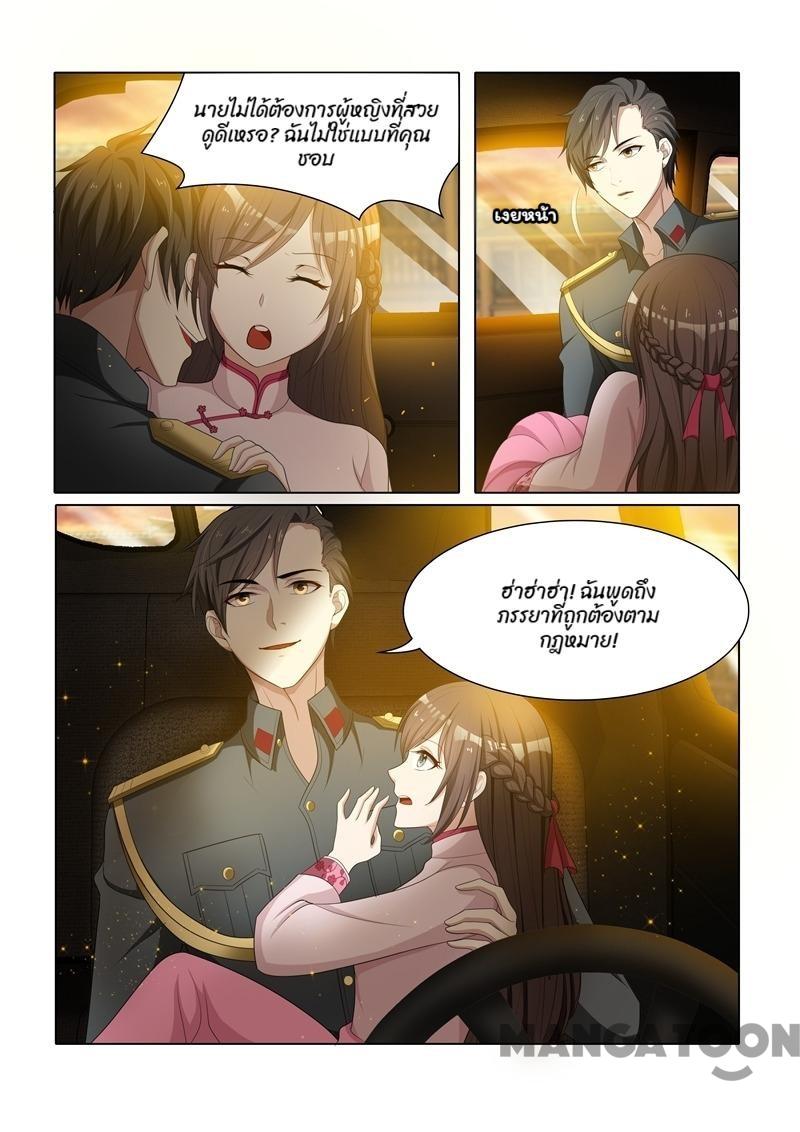 นายไม่ได้ต้องการผู้หญิงที่สวย
ดูดีเหรอ? ฉันไม่ใช่แบบที่คุณ
ชอบ
เงยหน้า
ฮ่าฮ่าฮ่า! ฉันพูดถึง
ภรรยาที่ถูกต้องตาม
กฎหมาย!
MANGATOON